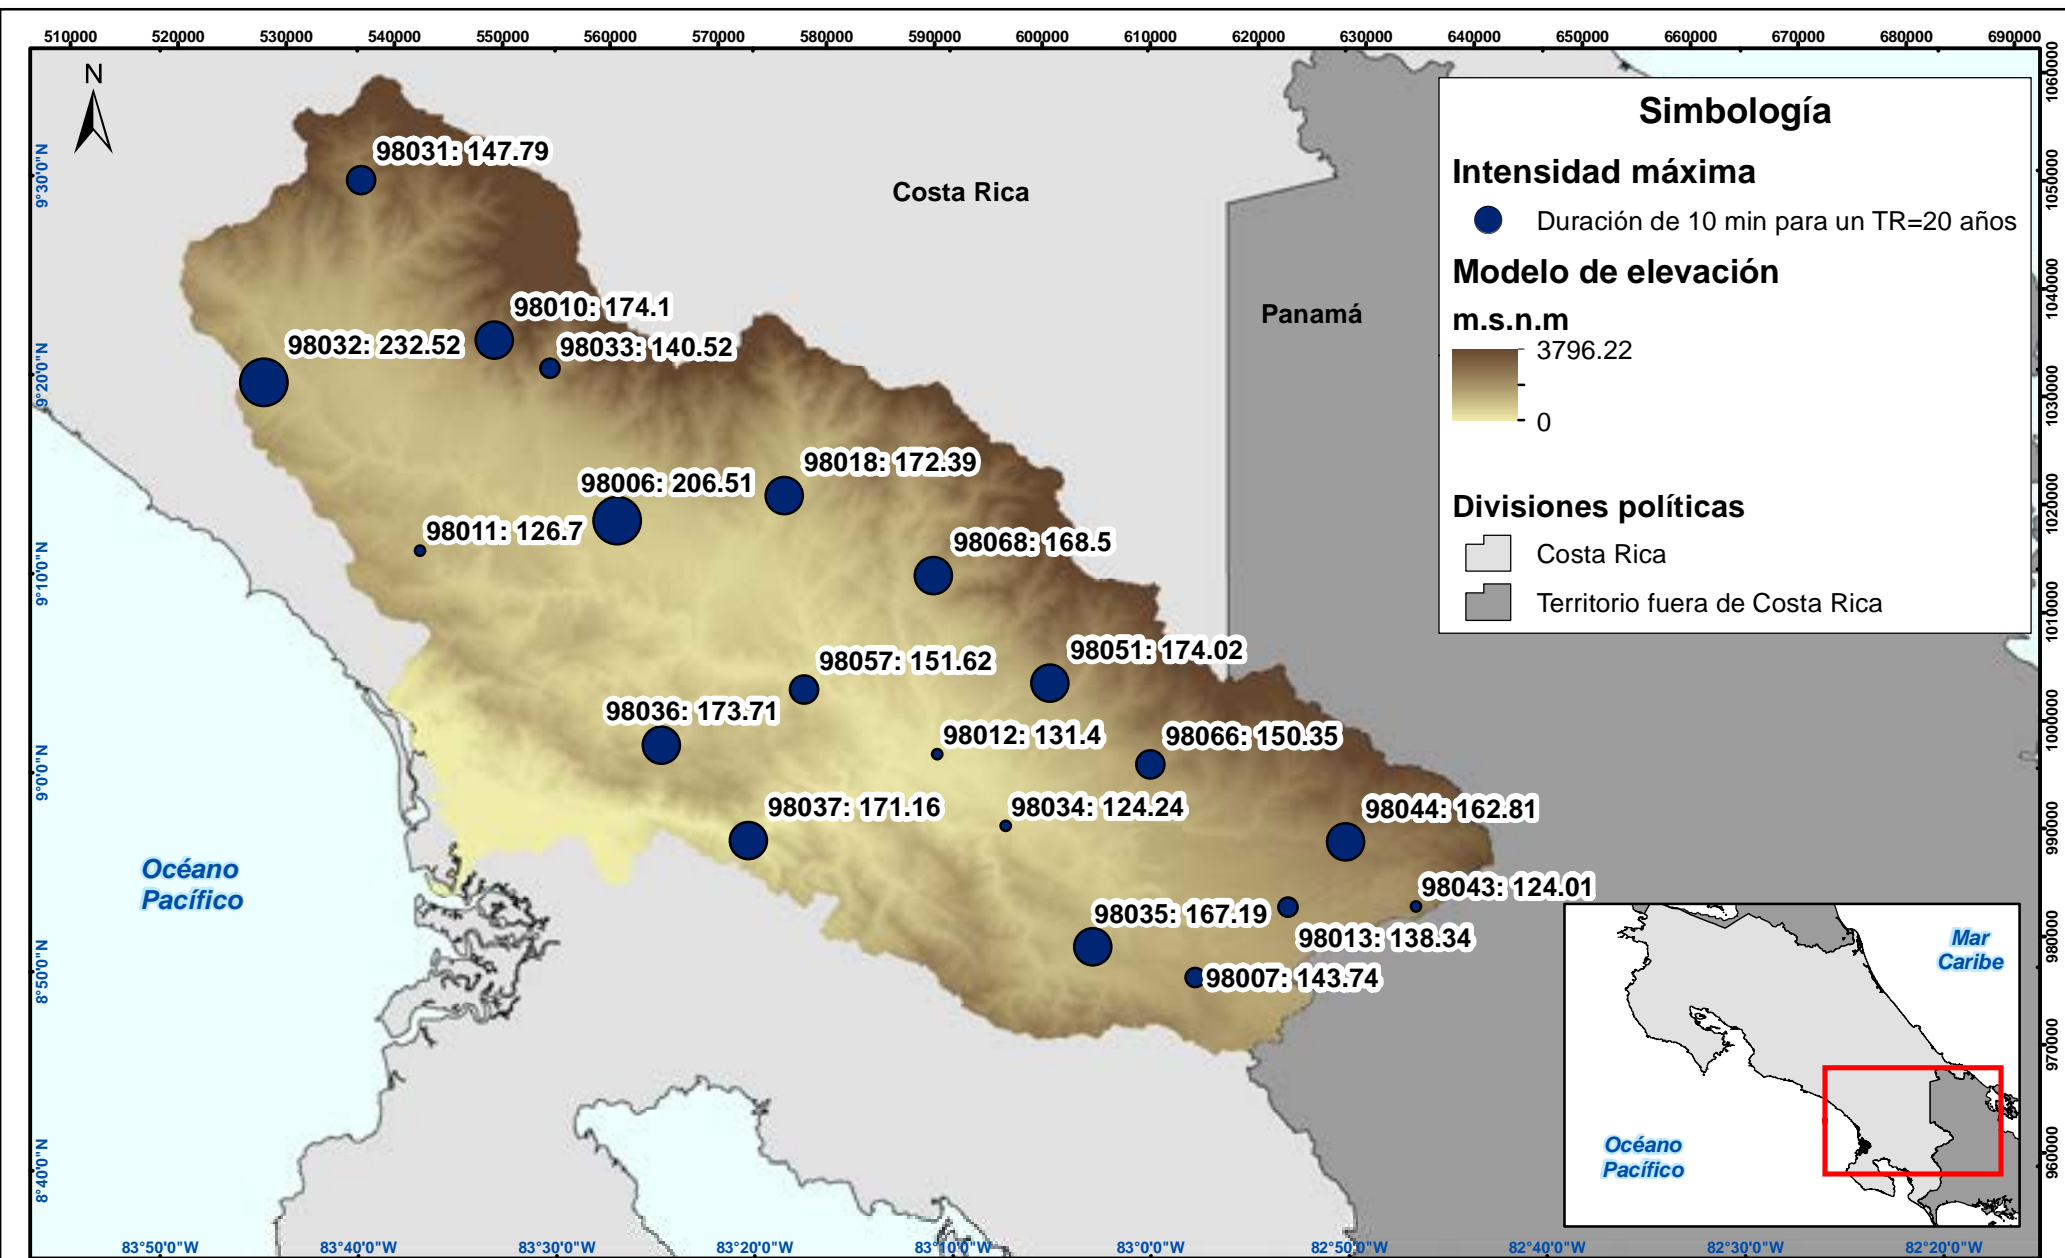 510000 520000 530000 540000 550000 560000 570000 580000 590000 600000 610000 620000 630000 640000 650000 660000 670000 680000 690000
N
Simbología
Intensidad máxima
Duración de 10 min para un TR=20 años
Modelo de elevación
m.s.n.m
3796.22
0
Divisiones políticas
Costa Rica
Territorio fuera de Costa Rica
Costa Rica
Panamá
98031: 147.79
98010: 174.1
98032: 232.52
98033: 140.52
98018: 172.39
98006: 206.51
98011: 126.7
98068: 168.5
98051: 174.02
98057: 151.62
98036: 173.71
98012: 131.4
98066: 150.35
98037: 171.16
98034: 124.24
98044: 162.81
98043: 124.01
98035: 167.19
98013: 138.34
98007: 143.74
Océano
Pacífico
Mar
Caribe
Océano
Pacífico
9°30'0"N
9°20'0"N
9°10'0"N
9°0'0"N
8°50'0"N
8°40'0"N
1060000
1050000
1040000
1030000
1020000
1010000
1000000
990000
980000
970000
960000
83°50'0"W 83°40'0"W 83°30'0"W 83°20'0"W 83°10'0"W 83°0'0"W 82°50'0"W 82°40'0"W 82°30'0"W 82°20'0"W